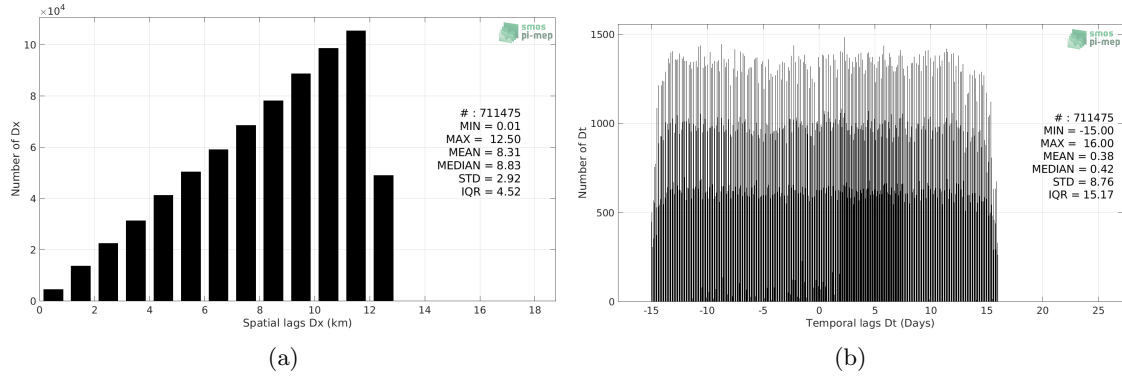 ×10⁴
10
8
6
4
2
0
Number of Dx
0 2 4 6 8 10 12 14 16 18
Spatial lags Dx (km)
smos
pi-mep
# : 711475
MIN = 0.01
MAX = 12.50
MEAN = 8.31
MEDIAN = 8.83
STD = 2.92
IQR = 4.52
(a)
1500
1000
500
0
Number of Dt
-15 -10 -5 0 5 10 15 20 25
Temporal lags Dt (Days)
smos
pi-mep
# : 711475
MIN = -15.00
MAX = 16.00
MEAN = 0.38
MEDIAN = 0.42
STD = 8.76
IQR = 15.17
(b)